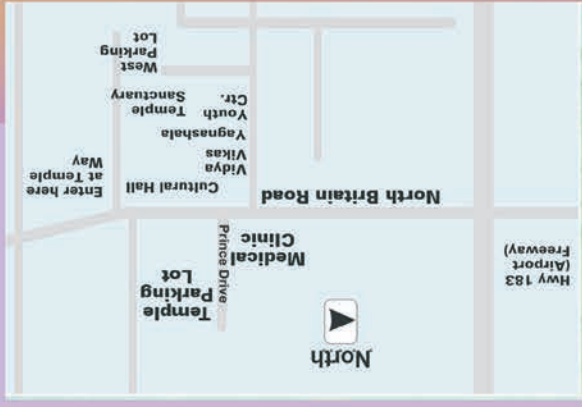 North
Temple
Parking
Lot
Prince Drive
Medical
Clinic
Hwy 183
(Airport
Freeway)
North Britain Road
Cultural Hall
Enter here
at Temple
Way
Vidya
Vikas
Yagnashala
Youth
Ctr.
Temple
Sanctuary
West
Parking
Lot